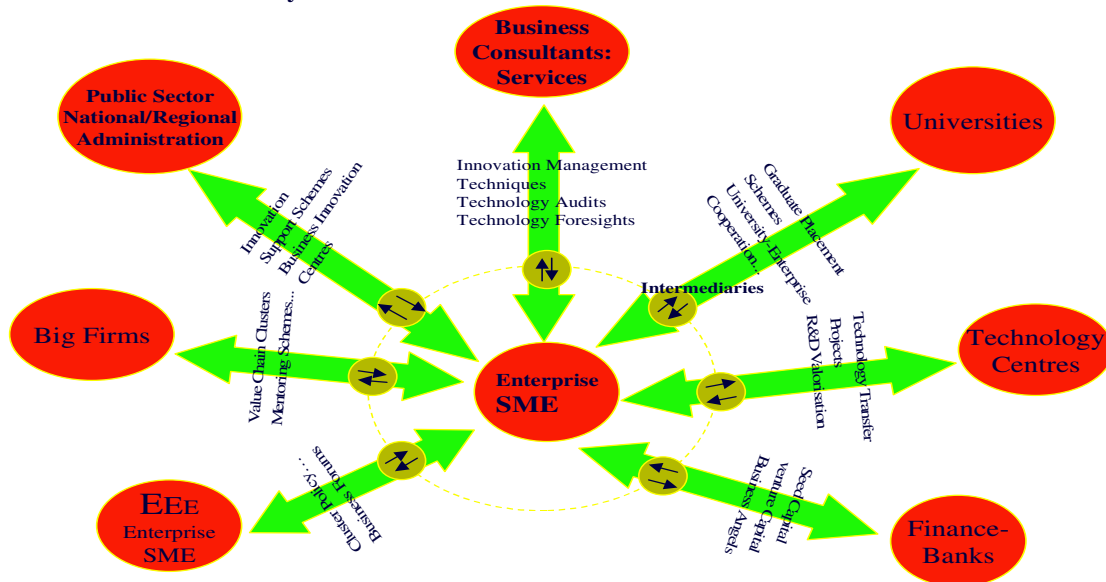 Business
Consultants:
Services
Public Sector
National/Regional
Administration
Universities
Innovation Management
Techniques
Technology Audits
Technology Foresights
Innovation
Support Schemes
Business Innovation
Centres
Graduate Placement
Schemes
University-Enterprise
Cooperation...
Intermediaries
Big Firms
Value Chain Clusters
Mentoring Schemes...
Enterprise
SME
Technology Transfer
Projects
R&D Valorisation
Technology
Centres
EEE
Enterprise
SME
Cluster Policy....
Business Forums
Seed Capital
venture Capital
Business Angels
Finance-
Banks